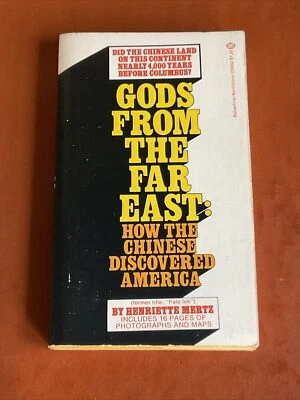 DID THE CHINESE LAND
ON THIS CONTINENT
NEARLY 4,000 YEARS
BEFORE COLUMBUS?
GODS
FROM
THE
FAR
EAST:
HOW THE
CHINESE
DISCOVERED
AMERICA
(former title: "Pale Ink")
BY HENRIETTE MERTZ
INCLUDES 16 PAGES OF
PHOTOGRAPHS AND MAPS